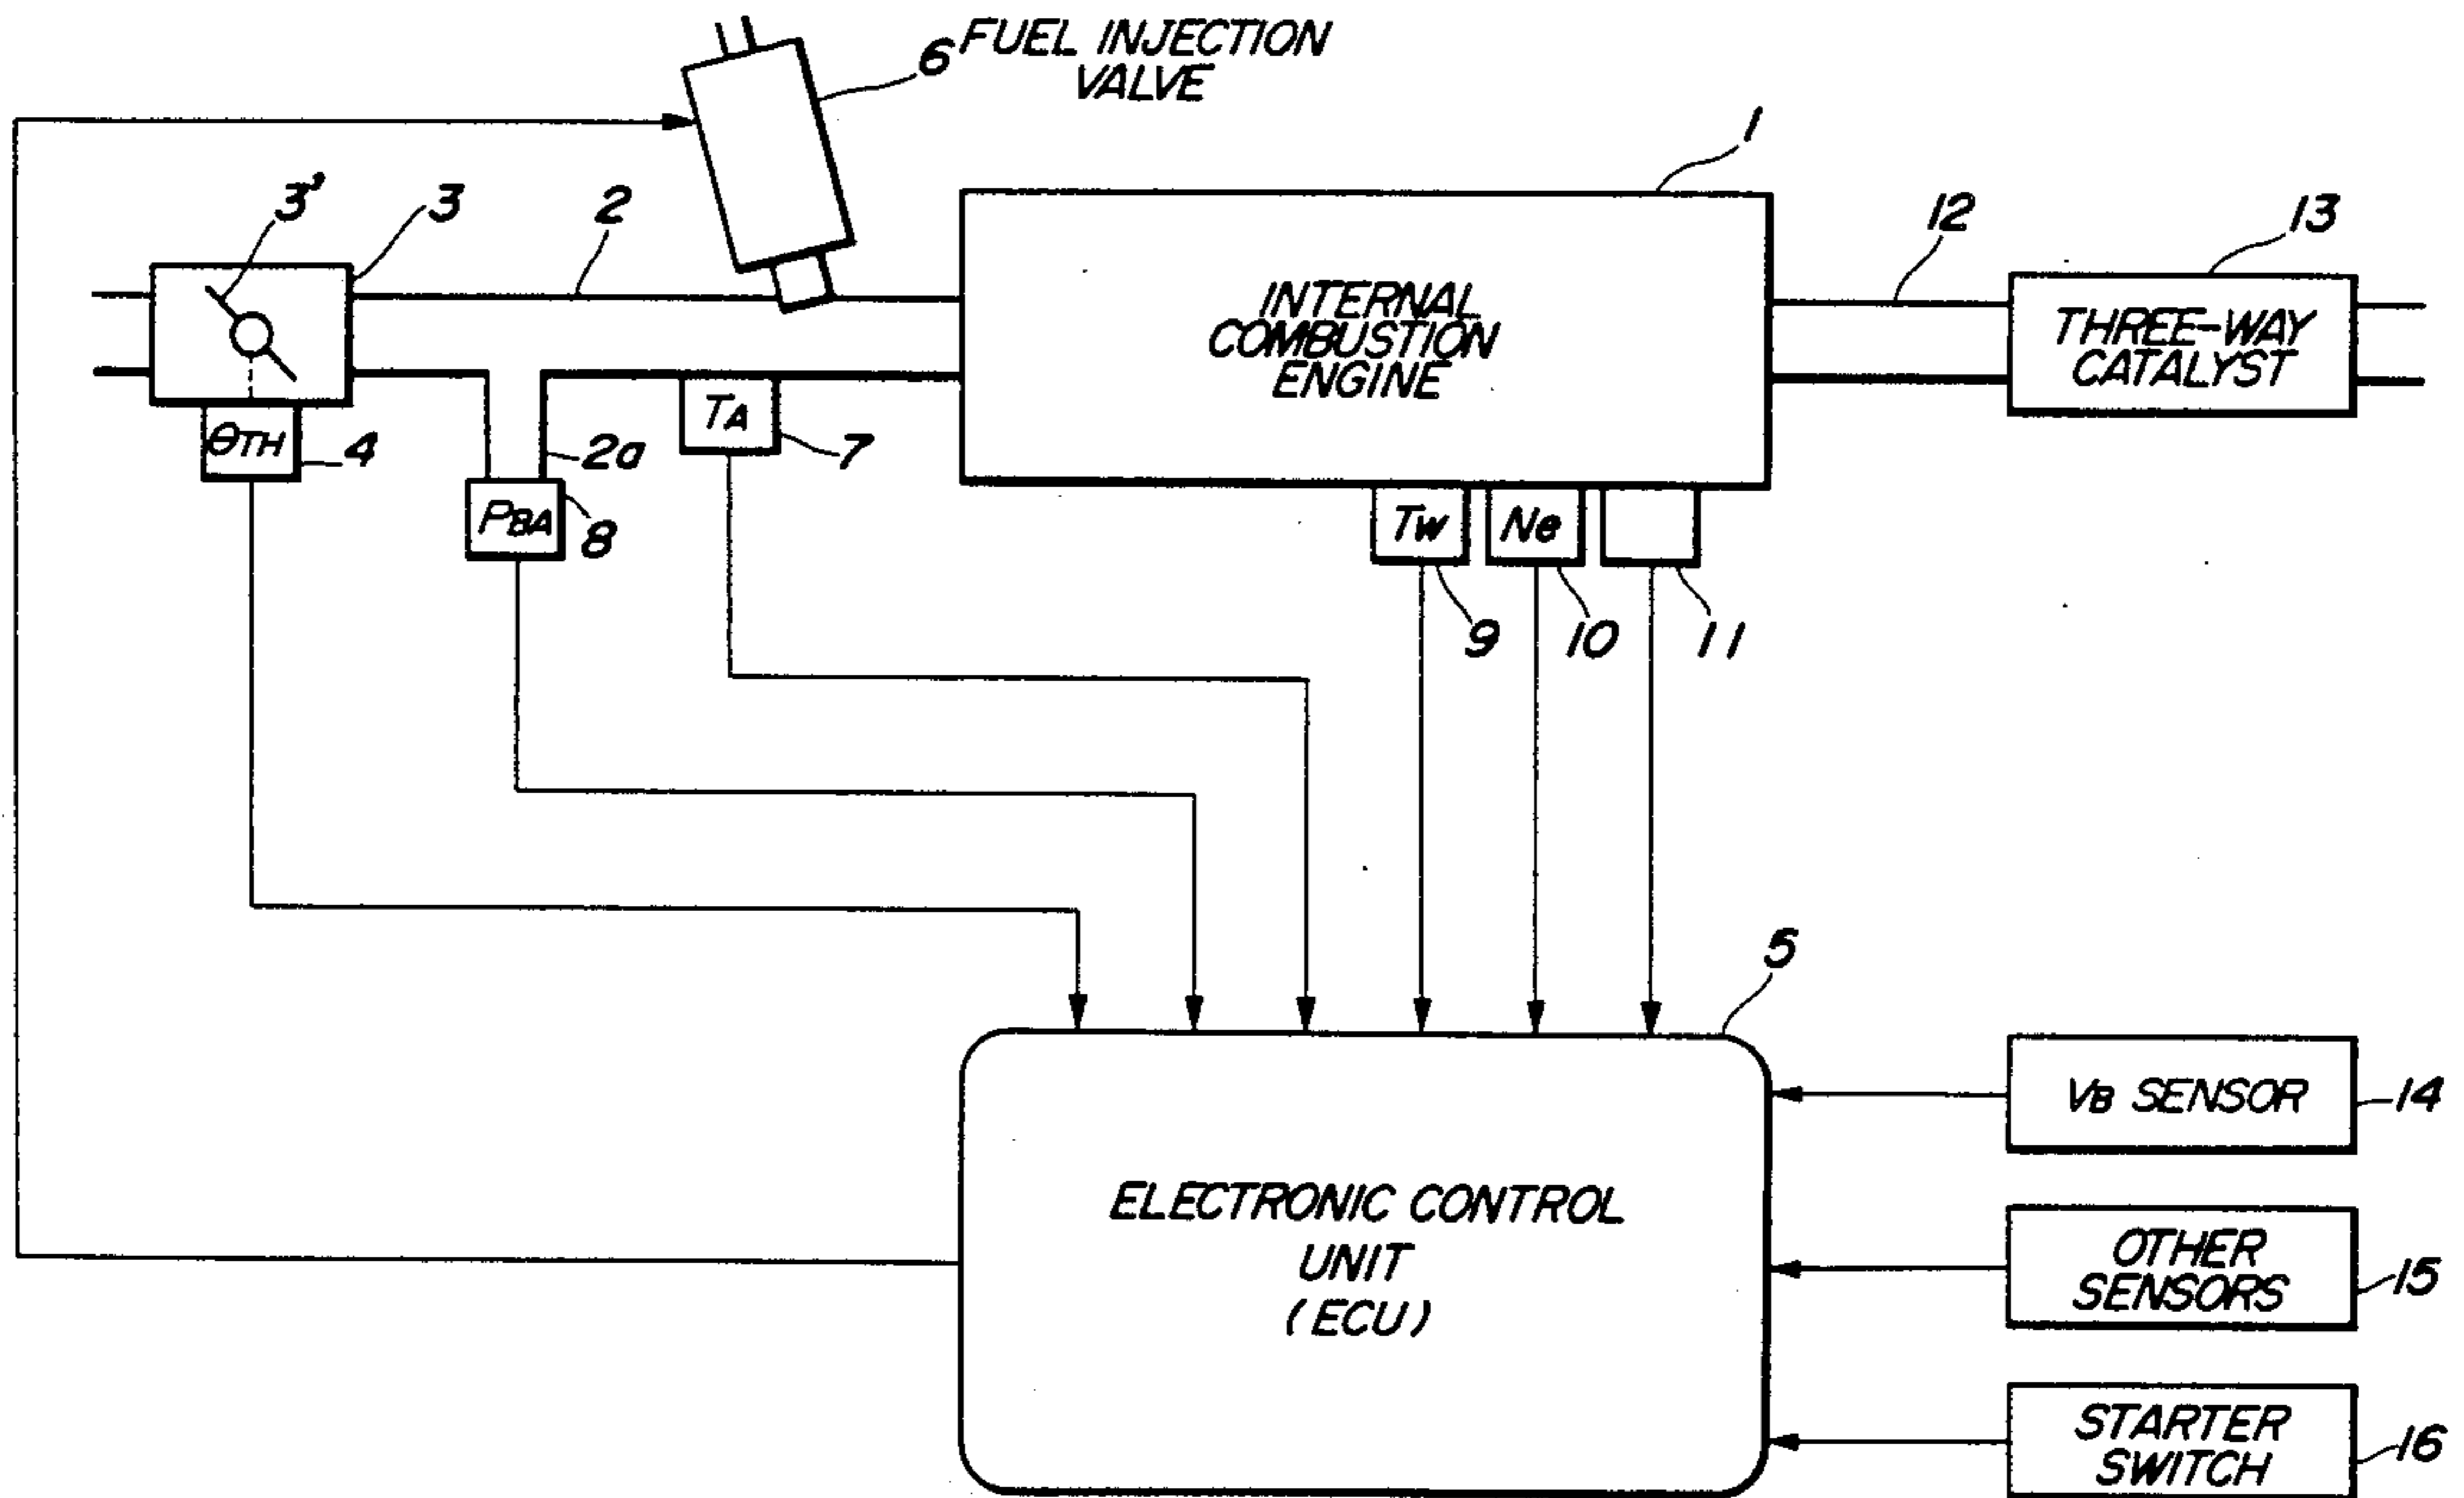 6 FUEL INJECTION
VALVE
1
3'
3
2
12
13
INTERNAL
COMBUSTION
ENGINE
THREE-WAY
CATALYST
θTH
4
2a
TA
7
PBA
8
TW
Ne
9
10
11
5
VB SENSOR
14
ELECTRONIC CONTROL
UNIT
(ECU)
OTHER
SENSORS
15
STARTER
SWITCH
16